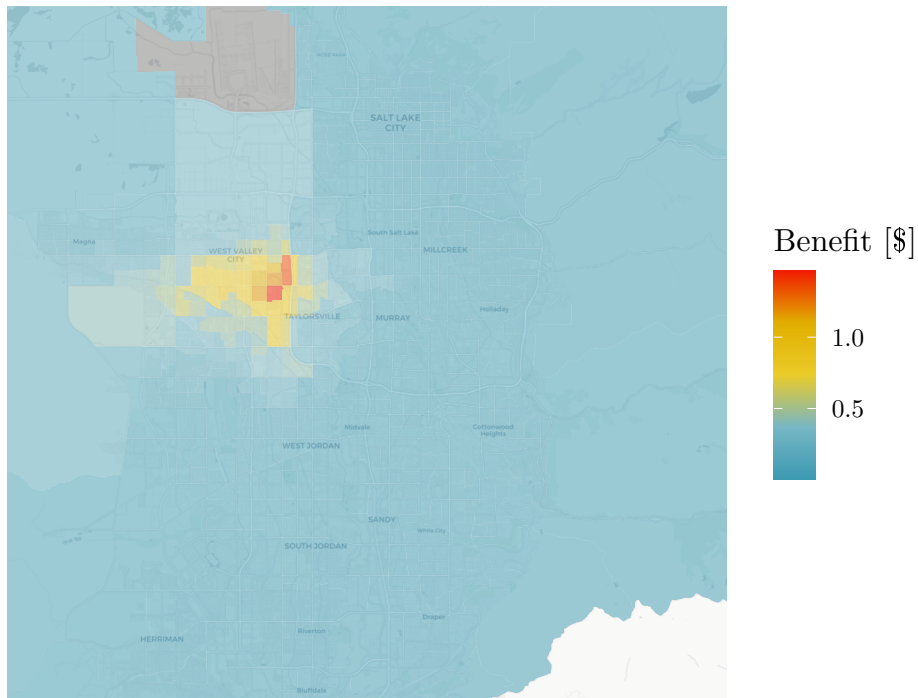 SALT LAKE
CITY
South Salt Lake
Magna
WEST VALLEY
CITY
MILLCREEK
Benefit [$]
1.0
0.5
Holladay
TAYLORSVILLE
MURRAY
Midvale
Cottonwood
Heights
WEST JORDAN
SANDY
White City
SOUTH JORDAN
Draper
Riverton
HERRIMAN
Bluffdale